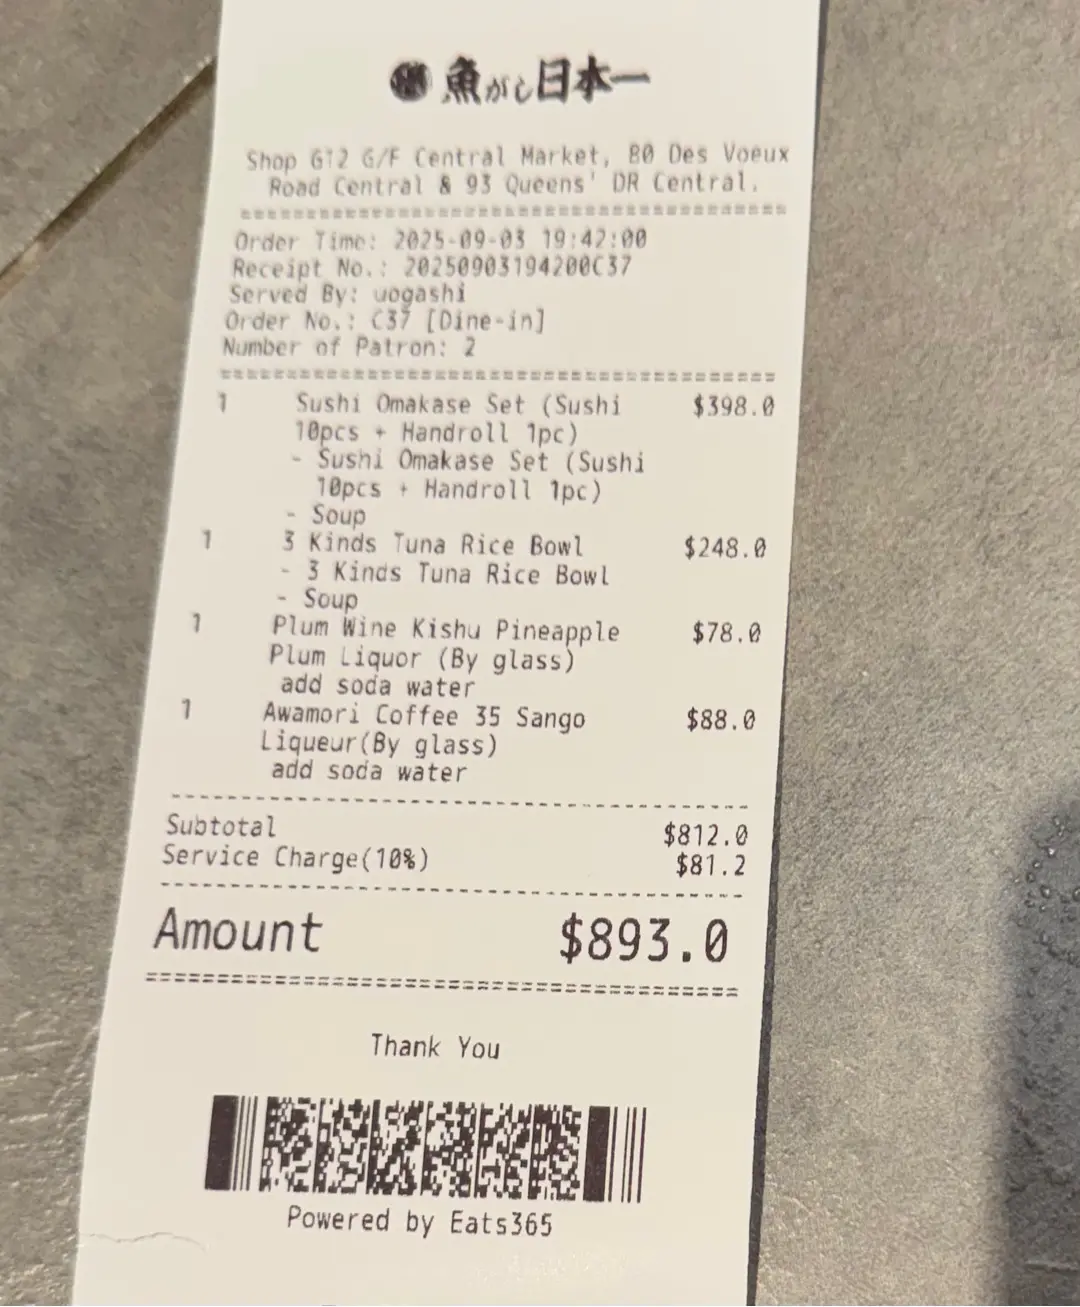 魚がし日本一
Shop G12 G/F Central Market, 80 Des Voeux
Road Central & 93 Queens' DR Central.
========================================
Order Time: 2025-09-03 19:42:00
Receipt No.: 20250903194200C37
Served By: uogashi
Order No.: C37 [Dine-in]
Number of Patron: 2
========================================
1 Sushi Omakase Set (Sushi $398.0
10pcs + Handroll 1pc)
- Sushi Omakase Set (Sushi
10pcs + Handroll 1pc)
- Soup
1 3 Kinds Tuna Rice Bowl $248.0
- 3 Kinds Tuna Rice Bowl
- Soup
1 Plum Wine Kishu Pineapple $78.0
Plum Liquor (By glass)
add soda water
1 Awamori Coffee 35 Sango $88.0
Liqueur(By glass)
add soda water
----------------------------------------
Subtotal $812.0
Service Charge(10%) $81.2
----------------------------------------
Amount $893.0
========================================
Thank You
Powered by Eats365